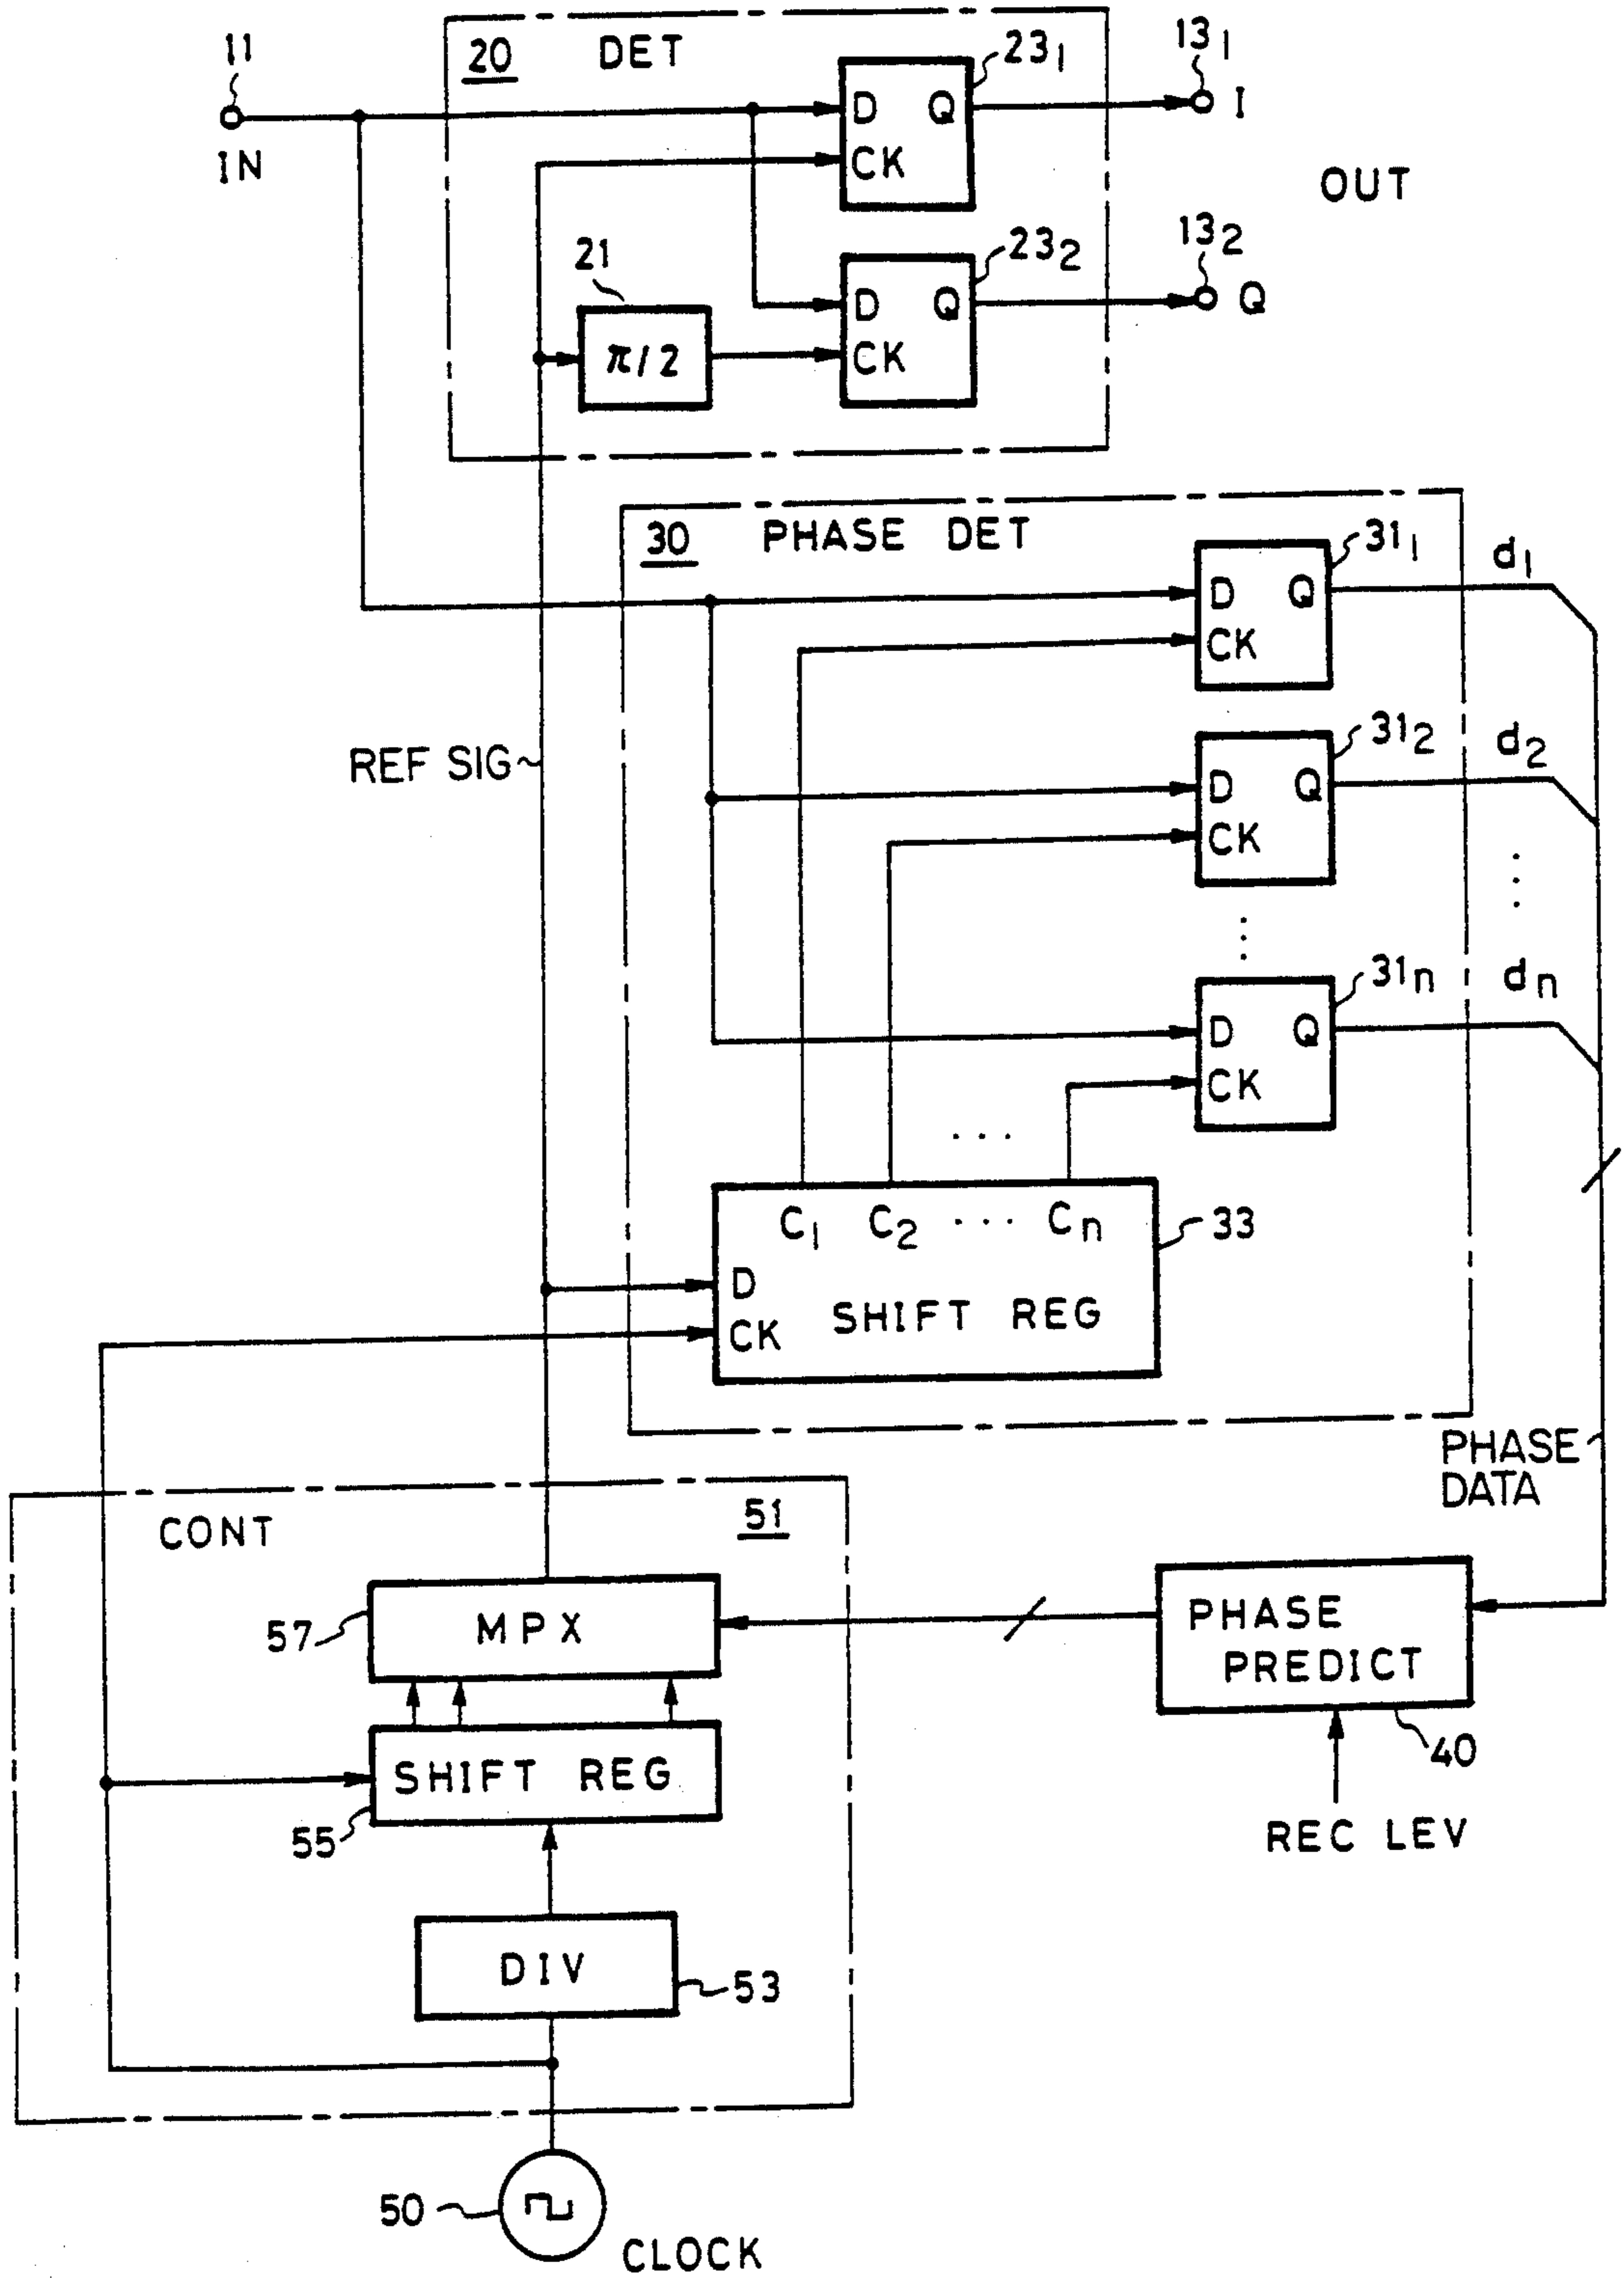 11
IN
20 DET
D Q
CK
23₁
13₁
I
OUT
21
π/2
D Q
CK
23₂
13₂
Q
30 PHASE DET
D Q
CK
31₁
d₁
REF SIG
D Q
CK
31₂
d₂
D Q
CK
31n
dn
C₁ C₂ ··· Cn
33
D
CK
SHIFT REG
PHASE
DATA
CONT
51
57
MPX
PHASE
PREDICT
40
REC LEV
SHIFT REG
55
DIV
53
50
CLOCK